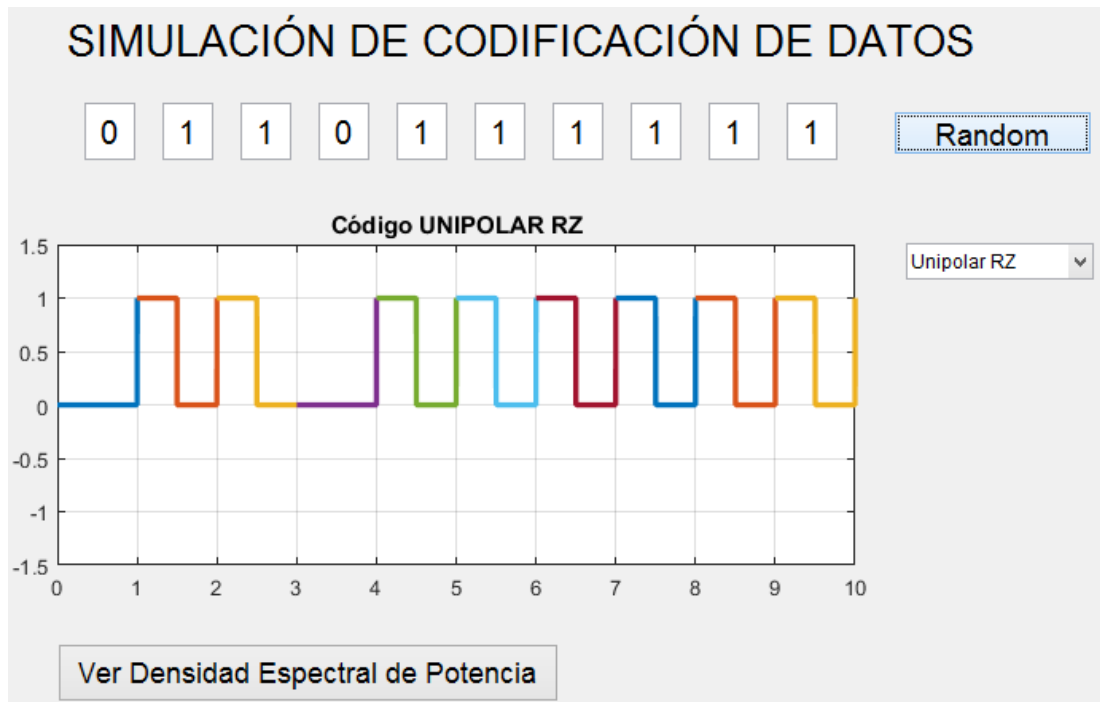 SIMULACIÓN DE CODIFICACIÓN DE DATOS
0 1 1 0 1 1 1 1 1 1
Random
Código UNIPOLAR RZ
Unipolar RZ
1.5
1
0.5
0
-0.5
-1
-1.5
0 1 2 3 4 5 6 7 8 9 10
Ver Densidad Espectral de Potencia